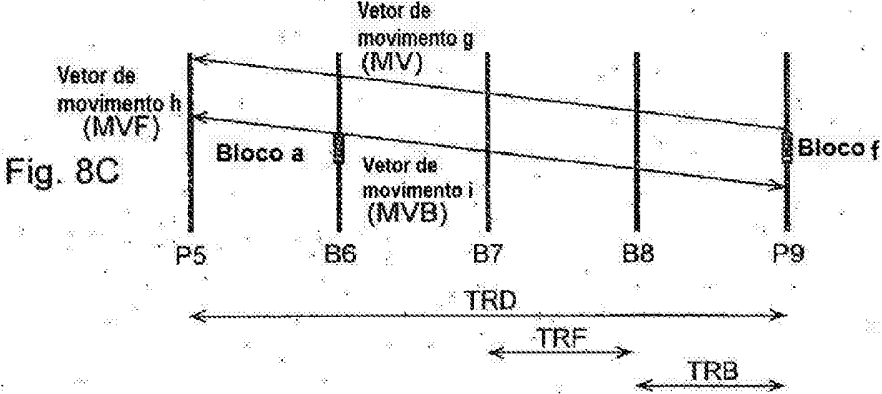 Vetor de
movimento g
(MV)
Vetor de
movimento h
(MVF)
Bloco a
Vetor de
movimento i
(MVB)
Bloco f
Fig. 8C
P5 B6 B7 B8 P9
TRD
TRF
TRB